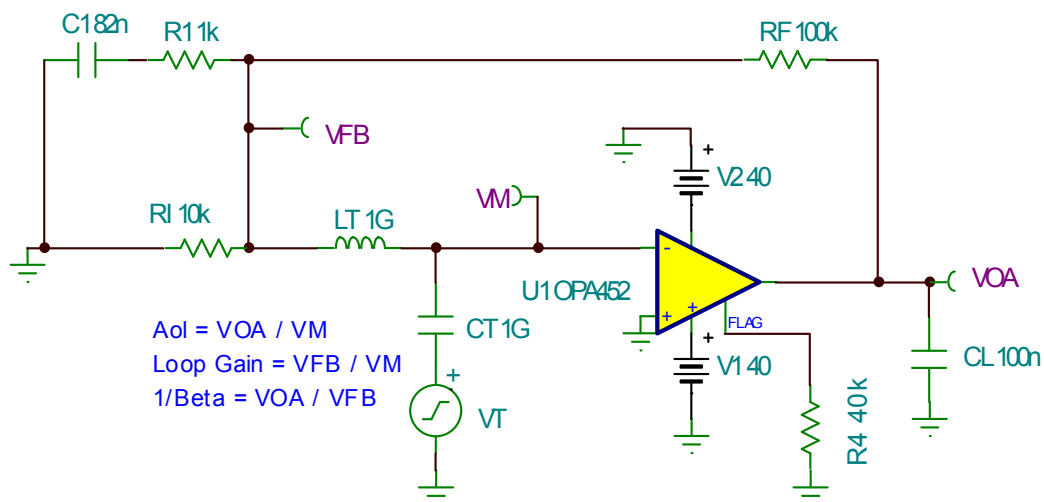 C1 82n
R1 1k
RF 100k
VFB
V2 40
VM
RI 10k
LT 1G
U1 OPA452
VOA
FLAG
Aol = VOA / VM
CT 1G
Loop Gain = VFB / VM
V1 40
CL 100n
1/Beta = VOA / VFB
VT
R4 40k